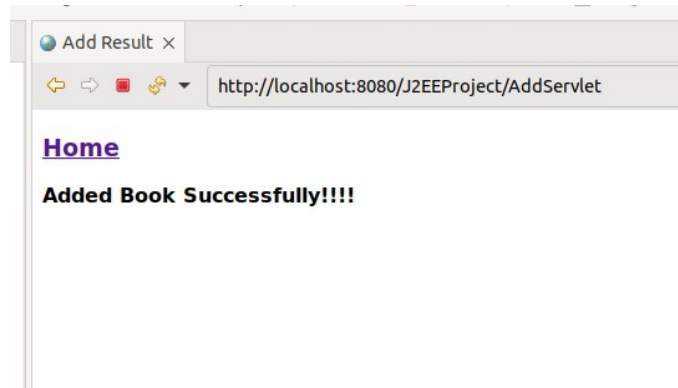 Add Result
http://localhost:8080/J2EEProject/AddServlet
Home
Added Book Successfully!!!!